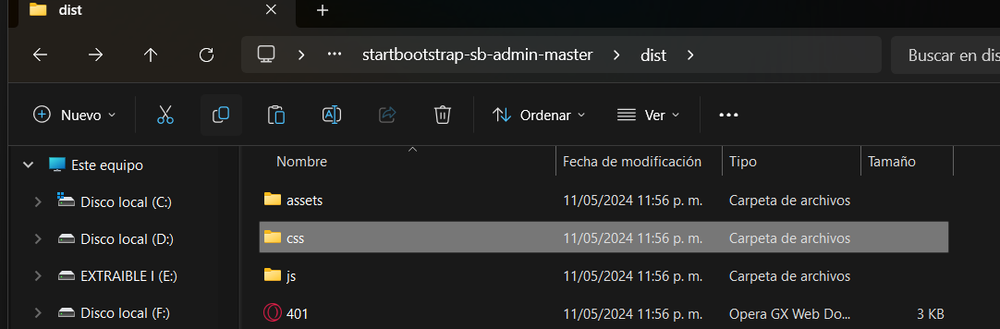 dist
··· startbootstrap-sb-admin-master > dist >
Buscar en dis
Nuevo
Ordenar
Ver
Nombre
Fecha de modificación
Tipo
Tamaño
Este equipo
Disco local (C:)
Disco local (D:)
EXTRAIBLE I (E:)
Disco local (F:)
assets 11/05/2024 11:56 p. m. Carpeta de archivos
css 11/05/2024 11:56 p. m. Carpeta de archivos
js 11/05/2024 11:56 p. m. Carpeta de archivos
401 11/05/2024 11:56 p. m. Opera GX Web Do... 3 KB